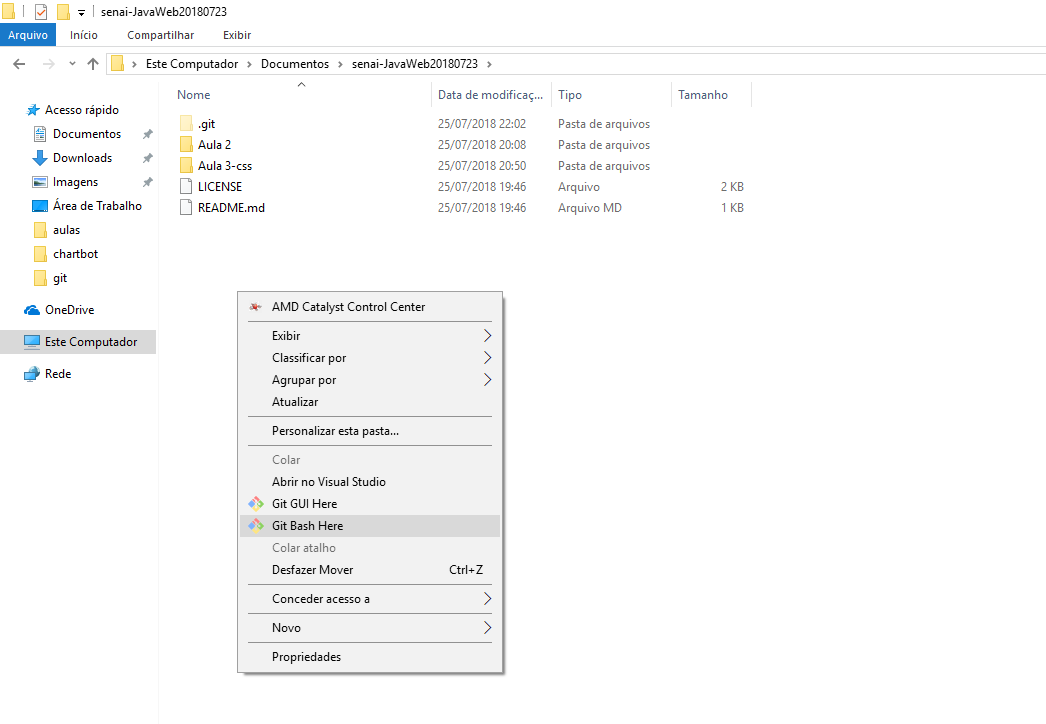 senai-JavaWeb20180723
Arquivo Início Compartilhar Exibir
Este Computador Documentos senai-JavaWeb20180723
Nome Data de modificaç... Tipo Tamanho
Acesso rápido
Documentos
Downloads
Imagens
Área de Trabalho
aulas
chartbot
git
OneDrive
Este Computador
Rede
.git 25/07/2018 22:02 Pasta de arquivos
Aula 2 25/07/2018 20:08 Pasta de arquivos
Aula 3-css 25/07/2018 20:50 Pasta de arquivos
LICENSE 25/07/2018 19:46 Arquivo 2 KB
README.md 25/07/2018 19:46 Arquivo MD 1 KB
AMD Catalyst Control Center
Exibir
Classificar por
Agrupar por
Atualizar
Personalizar esta pasta...
Colar
Abrir no Visual Studio
Git GUI Here
Git Bash Here
Colar atalho
Desfazer Mover Ctrl+Z
Conceder acesso a
Novo
Propriedades